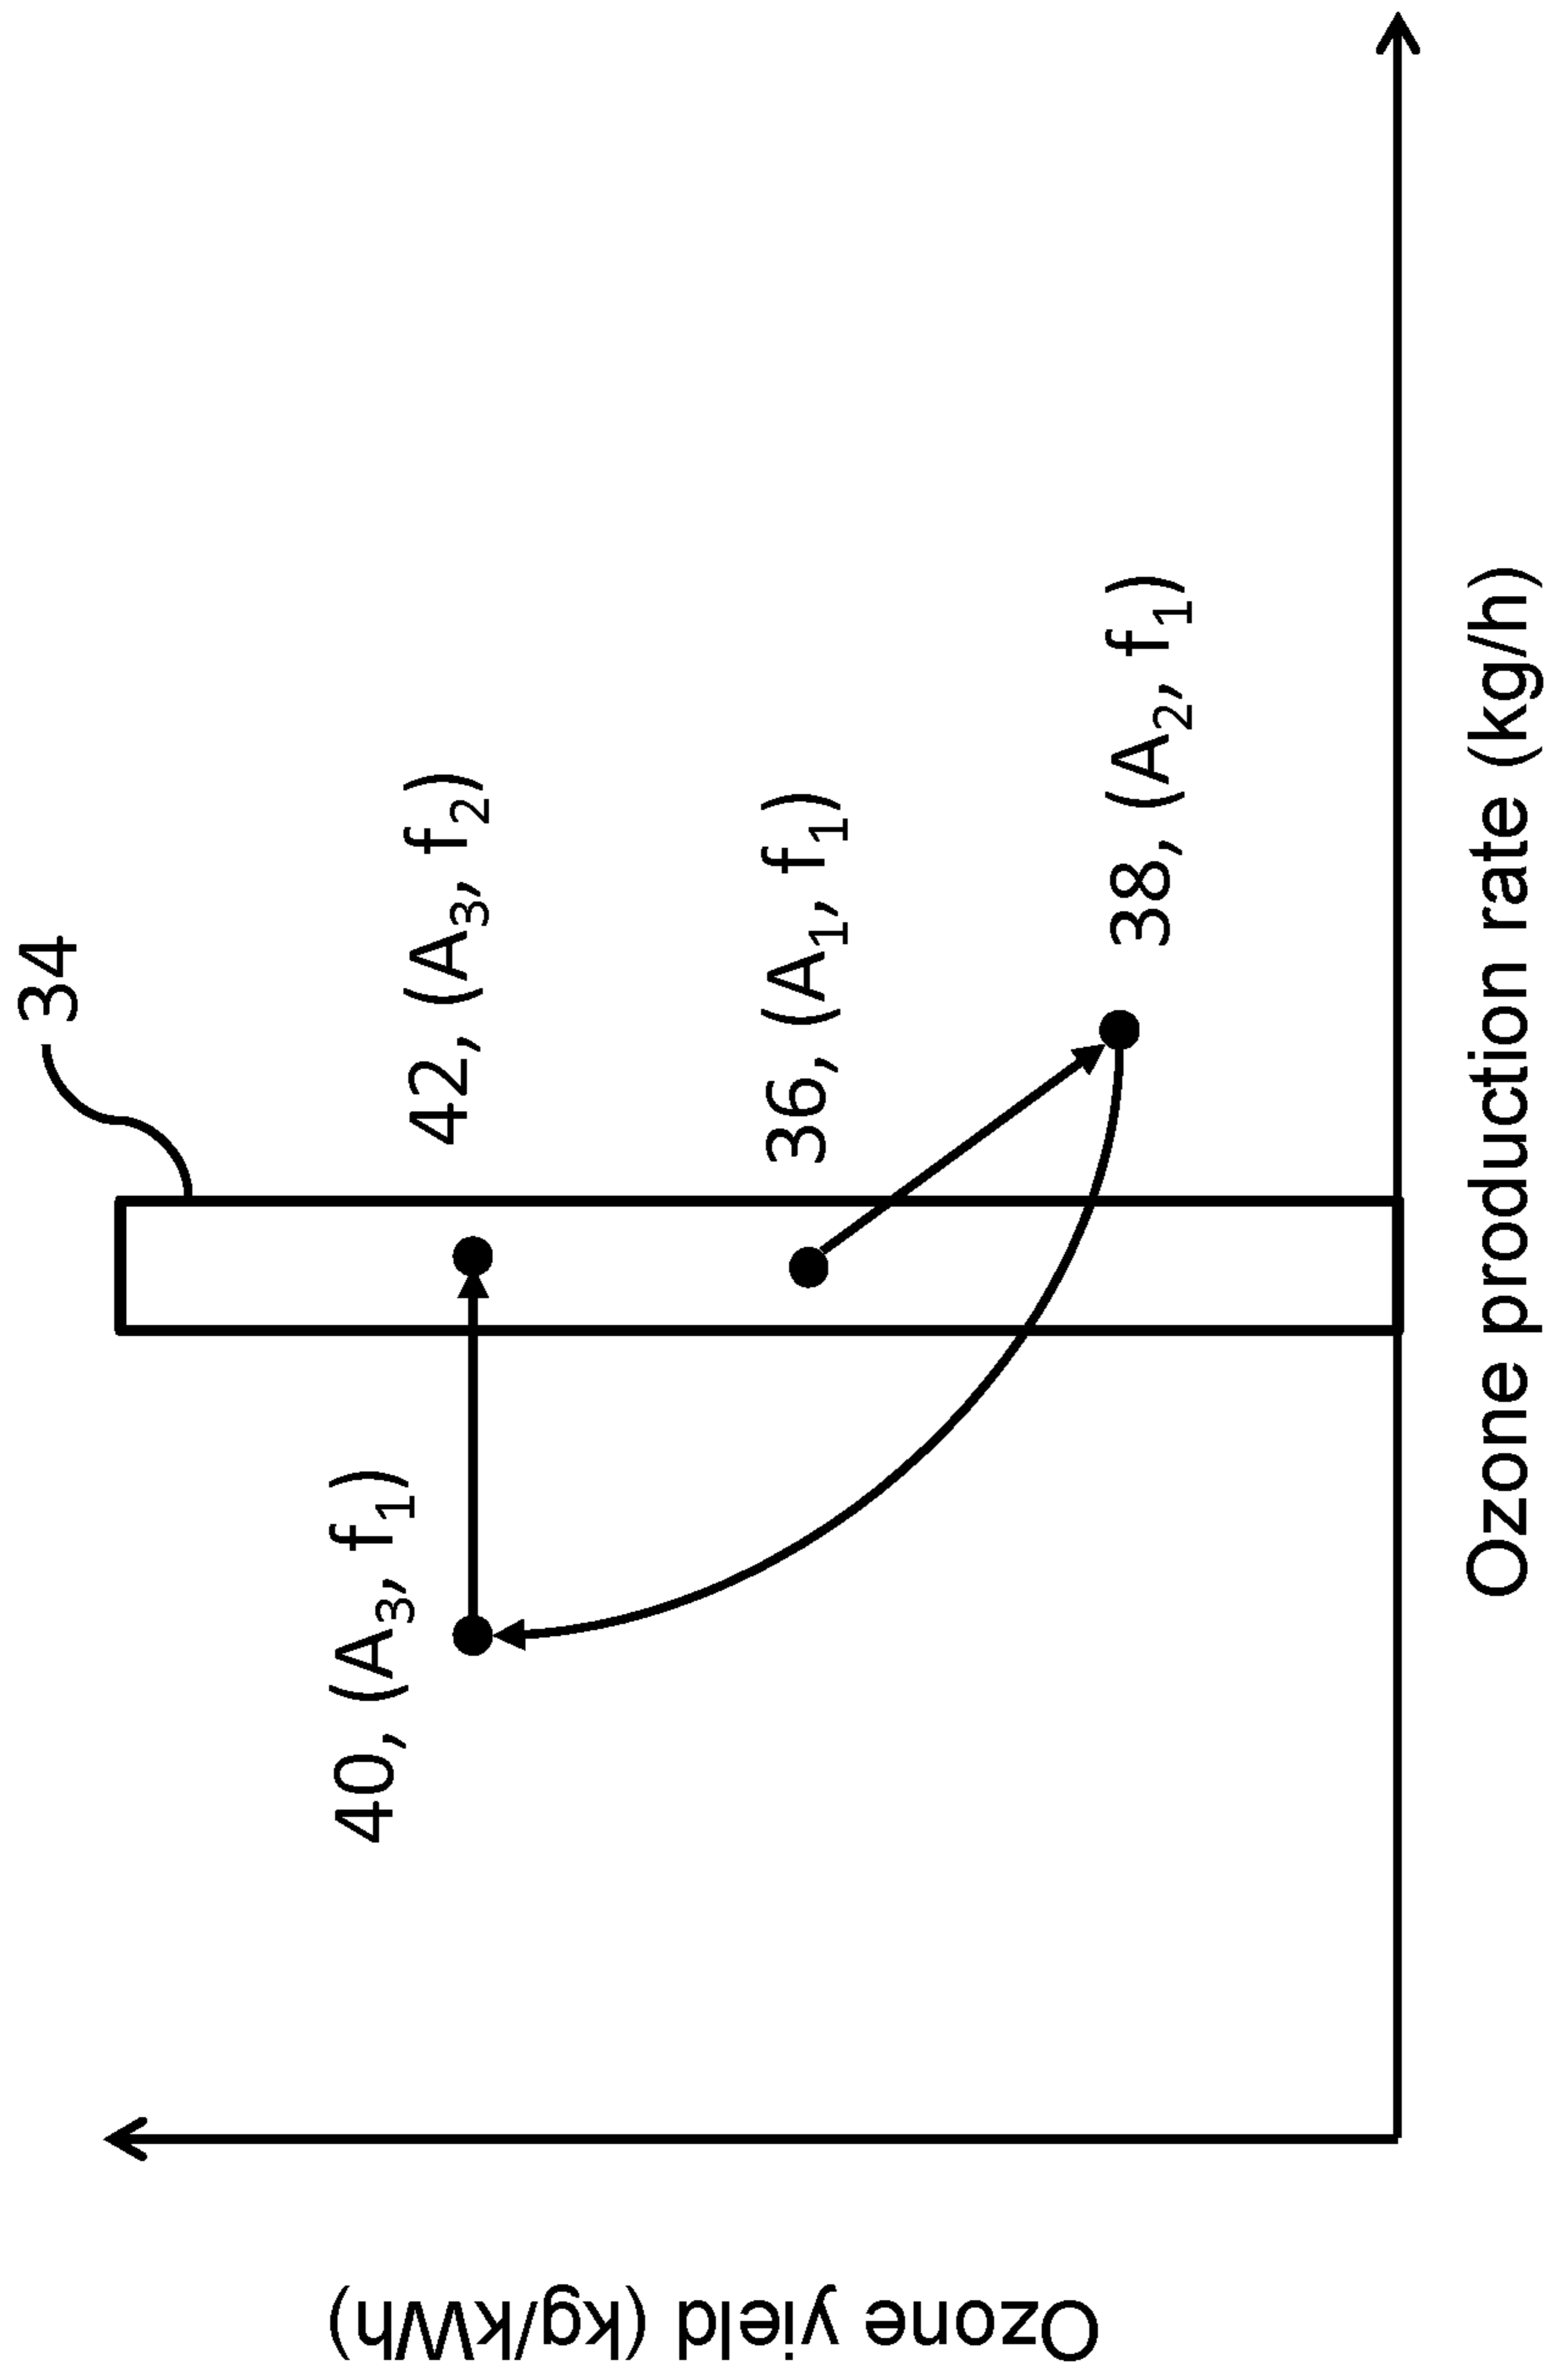 34
40, (A₃, f₁)
42, (A₃, f₂)
36, (A₁, f₁)
38, (A₂, f₁)
Ozone yield (kg/kWh)
Ozone production rate (kg/h)